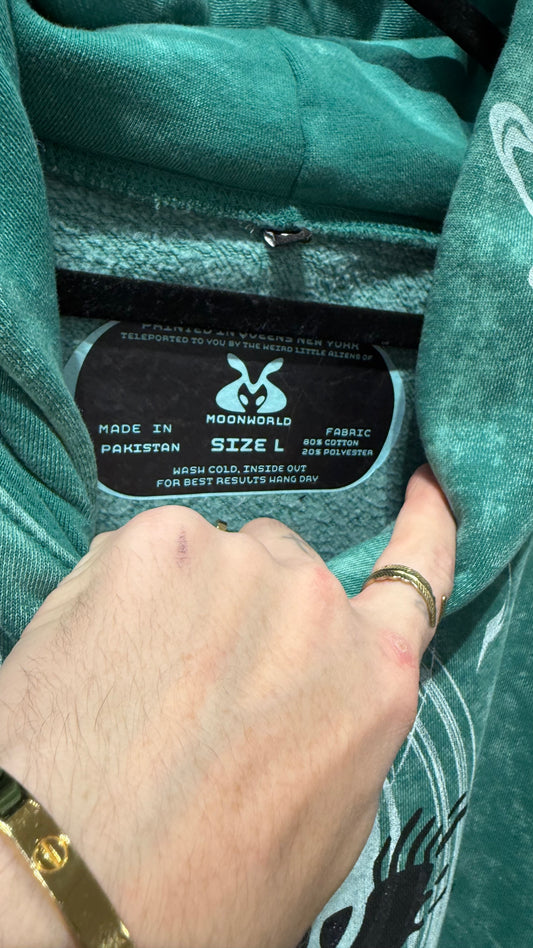 PRINTED IN QUEENS NEW YORK
TELEPORTED TO YOU BY THE WEIRD LITTLE ALIENS OF
MOONWORLD
MADE IN
PAKISTAN
SIZE L
FABRIC
80% COTTON
20% POLYESTER
WASH COLD, INSIDE OUT
FOR BEST RESULTS HANG DRY